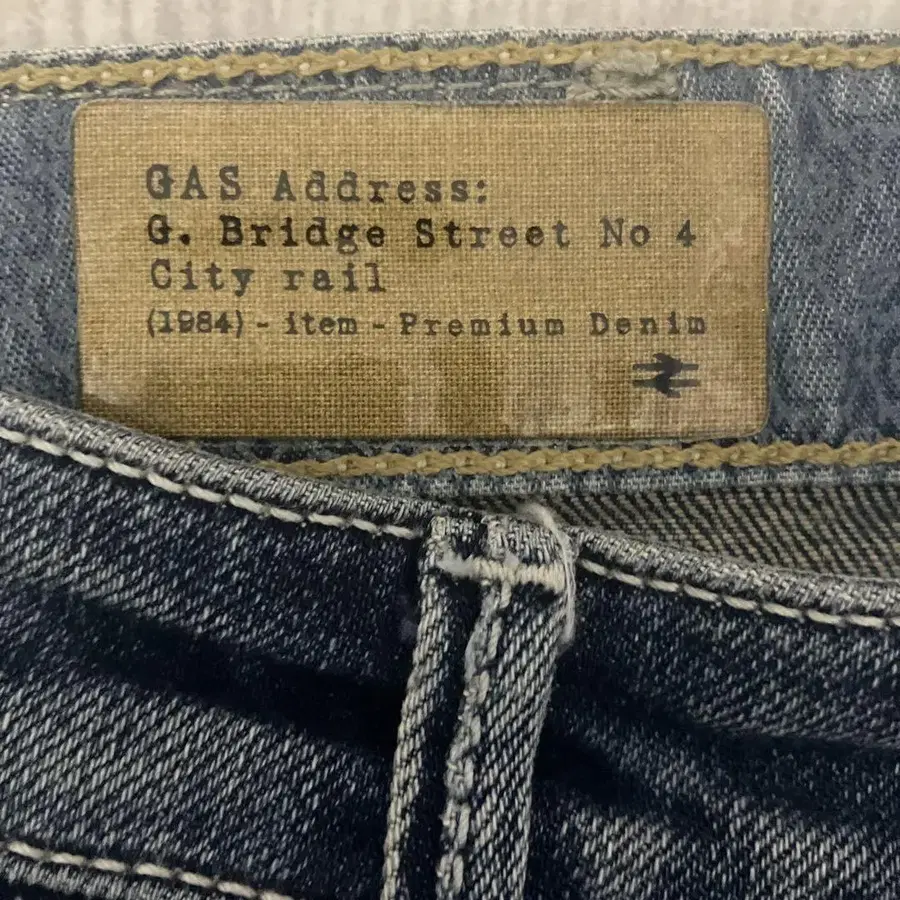 GAS Address:
G. Bridge Street No 4
City rail
(1984) - item - Premium Denim